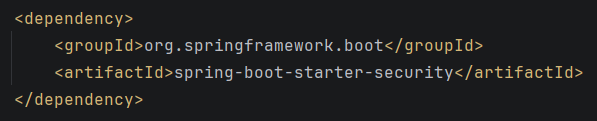 <dependency>
    <groupId>org.springframework.boot</groupId>
    <artifactId>spring-boot-starter-security</artifactId>
</dependency>